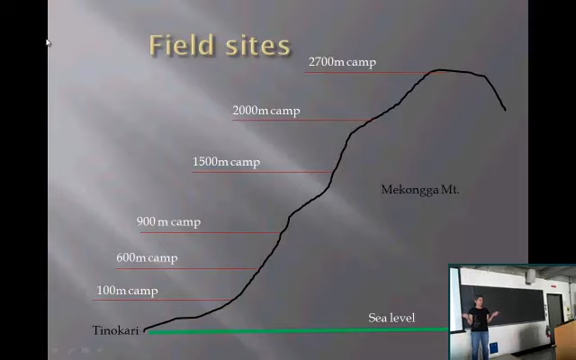 Field sites
2700m camp
2000m camp
1500m camp
Mekongga Mt.
900 m camp
600m camp
100m camp
Sea level
Tinokari